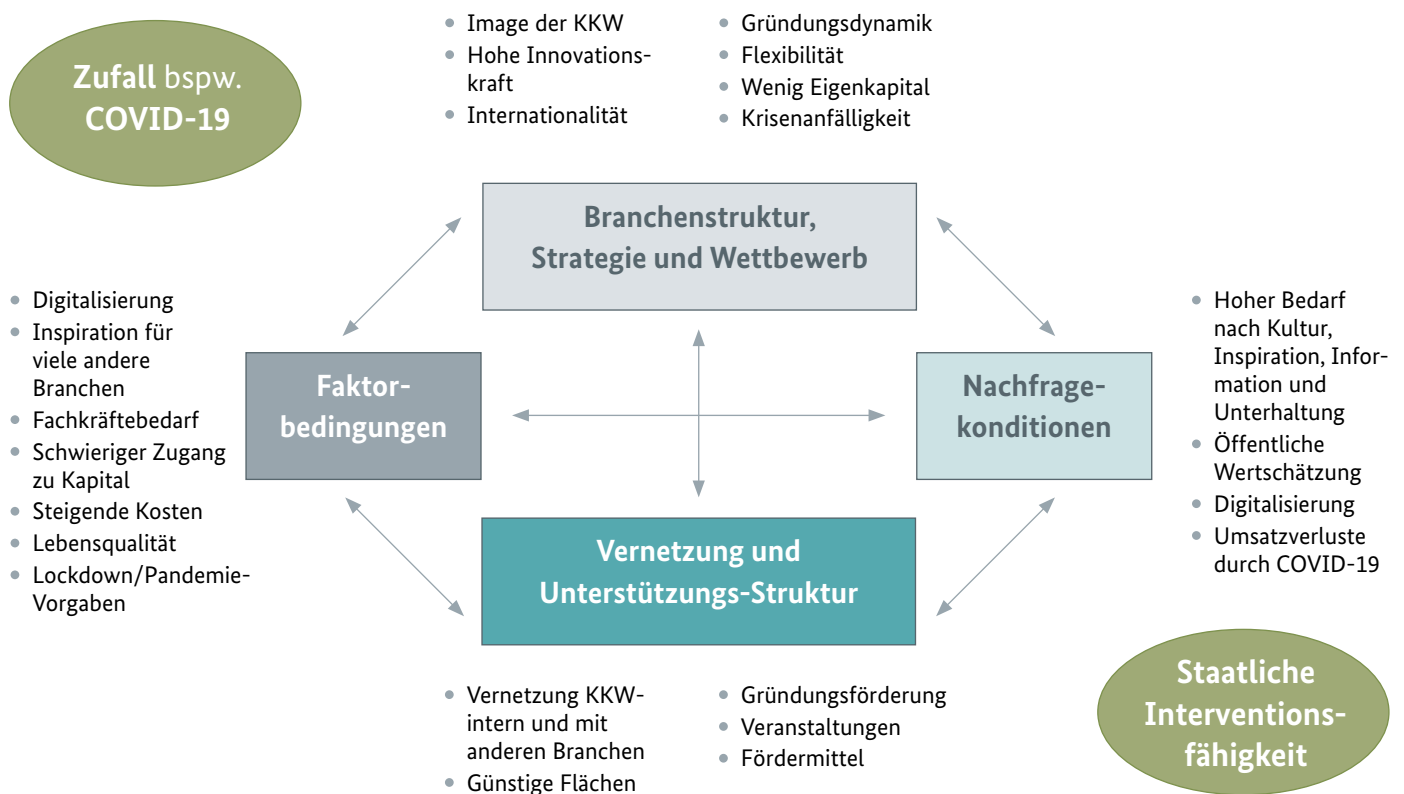 Zufall bspw.
COVID-19
• Image der KKW
• Hohe Innovations-
kraft
• Internationalität
• Gründungsdynamik
• Flexibilität
• Wenig Eigenkapital
• Krisenanfälligkeit
Branchenstruktur,
Strategie und Wettbewerb
• Digitalisierung
• Inspiration für
viele andere
Branchen
• Fachkräftebedarf
• Schwieriger Zugang
zu Kapital
• Steigende Kosten
• Lebensqualität
• Lockdown/Pandemie-
Vorgaben
Faktor-
bedingungen
Nachfrage-
konditionen
• Hoher Bedarf
nach Kultur,
Inspiration, Infor-
mation und
Unterhaltung
• Öffentliche
Wertschätzung
• Digitalisierung
• Umsatzverluste
durch COVID-19
Vernetzung und
Unterstützungs-Struktur
• Vernetzung KKW-
intern und mit
anderen Branchen
• Günstige Flächen
• Gründungsförderung
• Veranstaltungen
• Fördermittel
Staatliche
Interventions-
fähigkeit